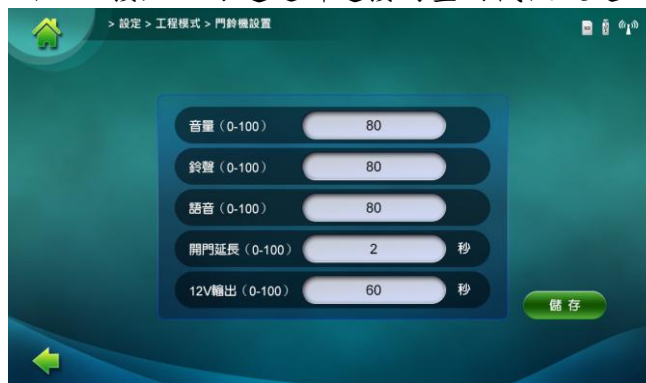 > 設定 > 工程模式 > 門鈴機設置
音量（0-100） 80
鈴聲（0-100） 80
語音（0-100） 80
開門延長（0-100） 2 秒
12V輸出（0-100） 60 秒
儲存